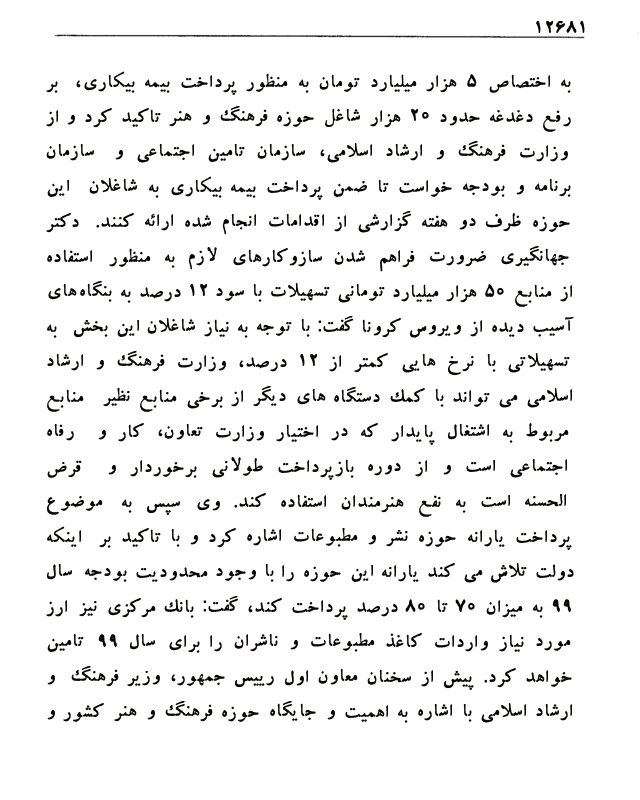 ۱۲۶۸۱
به اختصاص ۵ هزار میلیارد تومان به منظور پرداخت بیمه بیکاری، بر
رفع دغدغه حدود ۲۰ هزار شاغل حوزه فرهنگ و هنر تاکید کرد و از
وزارت فرهنگ و ارشاد اسلامی، سازمان تامین اجتماعی و سازمان
برنامه و بودجه خواست تا ضمن پرداخت بیمه بیکاری به شاغلان این
حوزه ظرف دو هفته گزارشی از اقدامات انجام شده ارائه کنند. دکتر
جهانگیری ضرورت فراهم شدن سازوکارهای لازم به منظور استفاده
از منابع ۵۰ هزار میلیارد تومانی تسهیلات با سود ۱۲ درصد به بنگاه‌های
آسیب دیده از ویروس کرونا گفت: با توجه به نیاز شاغلان این بخش به
تسهیلاتی با نرخ هایی کمتر از ۱۲ درصد، وزارت فرهنگ و ارشاد
اسلامی می تواند با کمک دستگاه های دیگر از برخی منابع نظیر منابع
مربوط به اشتغال پایدار که در اختیار وزارت تعاون، کار و رفاه
اجتماعی است و از دوره بازپرداخت طولانی برخوردار و قرض
الحسنه است به نفع هنرمندان استفاده کند. وی سپس به موضوع
پرداخت یارانه حوزه نشر و مطبوعات اشاره کرد و با تاکید بر اینکه
دولت تلاش می کند یارانه این حوزه را با وجود محدودیت بودجه سال
۹۹ به میزان ۷۰ تا ۸۰ درصد پرداخت کند، گفت: بانک مرکزی نیز ارز
مورد نیاز واردات کاغذ مطبوعات و ناشران را برای سال ۹۹ تامین
خواهد کرد. پیش از سخنان معاون اول رییس جمهور، وزیر فرهنگ و
ارشاد اسلامی با اشاره به اهمیت و جایگاه حوزه فرهنگ و هنر کشور و